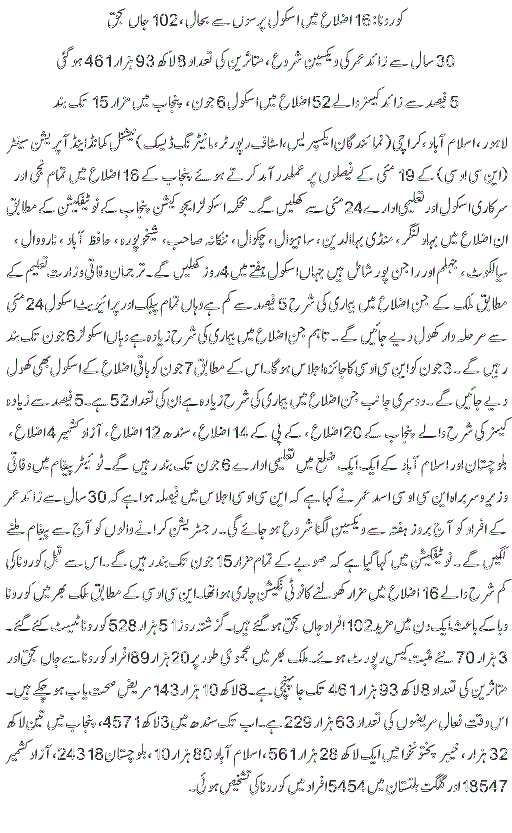 کورونا: 16 اضلاع میں اسکول پرسوں سے بحال، 102 جاں بحق
30 سال سے زائد عمر کی ویکسین شروع، متاثرین کی تعداد 8 لاکھ 93 ہزار 461 ہو گئی
5 فیصد سے زائد کیسز والے 52 اضلاع میں اسکول 6 جون، پنجاب میں مزار 15 تک بند
لاہور، اسلام آباد، کراچی (نمائندگان ایکسپریس، اسٹاف رپورٹر، مانیٹرنگ ڈیسک) نیشنل کمانڈ اینڈ آپریشن سینٹر
(این سی او سی) کے 19 مئی کے فیصلوں پر عملدرآمد کرتے ہوئے پنجاب کے 16 اضلاع میں تمام نجی اور
سرکاری اسکول اور تعلیمی ادارے 24 مئی سے کھلیں گے۔ محکمہ اسکولز ایجوکیشن پنجاب کے نوٹیفکیشن کے مطابق
ان اضلاع میں بہاولنگر، منڈی بہاالدین، ساہیوال، چکوال، ننکانہ صاحب، شیخوپورہ، حافظ آباد، نارووال،
سیالکوٹ، جہلم اور راجن پور شامل ہیں جہاں اسکول ہفتے میں 4 روز کھلیں گے۔ ترجمان وفاقی وزارت تعلیم کے
مطابق ملک کے جن اضلاع میں بیماری کی شرح 5 فیصد سے کم ہے وہاں تمام پبلک اور پرائیویٹ اسکول 24 مئی
سے مرحلہ وار کھول دیے جائیں گے۔ تاہم جن اضلاع میں بیماری کی شرح زیادہ ہے وہاں اسکولز 6 جون تک بند
رہیں گے۔ 3 جون کو این سی او سی کا جائزہ اجلاس ہو گا۔ اس کے مطابق 7 جون کو باقی اضلاع کے اسکول بھی کھول
دیے جائیں گے۔ دوسری جانب جن اضلاع میں بیماری کی شرح زیادہ ہے ان کی تعداد 52 ہے۔ 5 فیصد سے زیادہ
کیسز کی شرح والے پنجاب کے 20 اضلاع، کے پی کے 14 اضلاع، سندھ 12 اضلاع، آزاد کشمیر 4 اضلاع،
بلوچستان اور اسلام آباد کے ایک ایک ضلع میں تعلیمی ادارے 6 جون تک بند رہیں گے۔ ٹوئیٹر پیغام میں وفاقی
وزیر و سربراہ این سی او سی اسد عمر نے کہا ہے کہ این سی او سی اجلاس میں فیصلہ ہوا ہے کہ 30 سال سے زائد عمر
کے افراد کو آج بروز ہفتہ سے ویکسین لگنا شروع ہو جائے گی۔ رجسٹریشن کرانے والوں کو آج سے پیغام ملنے
لگیں گے۔ نوٹیفکیشن میں کہا گیا ہے کہ صوبے کے تمام مزار 15 جون تک بند رہیں گے۔ اس سے قبل کورونا کی
کم شرح والے 16 اضلاع میں مزار کھولنے کا نوٹی فکیشن جاری ہوا تھا۔ این سی او سی کے مطابق ملک بھر میں کورونا
وبا کے باعث ایک دن میں مزید 102 افراد جاں بحق ہو گئے ہیں۔ گزشتہ روز 51 ہزار 528 کورونا ٹیسٹ کئے گئے۔
3 ہزار 70 نئے مثبت کیس رپورٹ ہوئے۔ ملک بھر میں مجموعی طور پر 20 ہزار 89 افراد کورونا سے جاں بحق اور
متاثرین کی تعداد 8 لاکھ 93 ہزار 461 تک جا پہنچی ہے۔ 8 لاکھ 10 ہزار 143 مریض صحت یاب ہو چکے ہیں۔
اس وقت فعال مریضوں کی تعداد 63 ہزار 229 ہے۔ اب تک سندھ میں 3 لاکھ 4571، پنجاب میں تین لاکھ
32 ہزار، خیبر پختونخوا میں ایک لاکھ 28 ہزار 561، اسلام آباد 80 ہزار 10، بلوچستان 24318، آزاد کشمیر
18547 اور گلگت بلتستان میں 5454 افراد میں کورونا کی تشخیص ہوئی۔